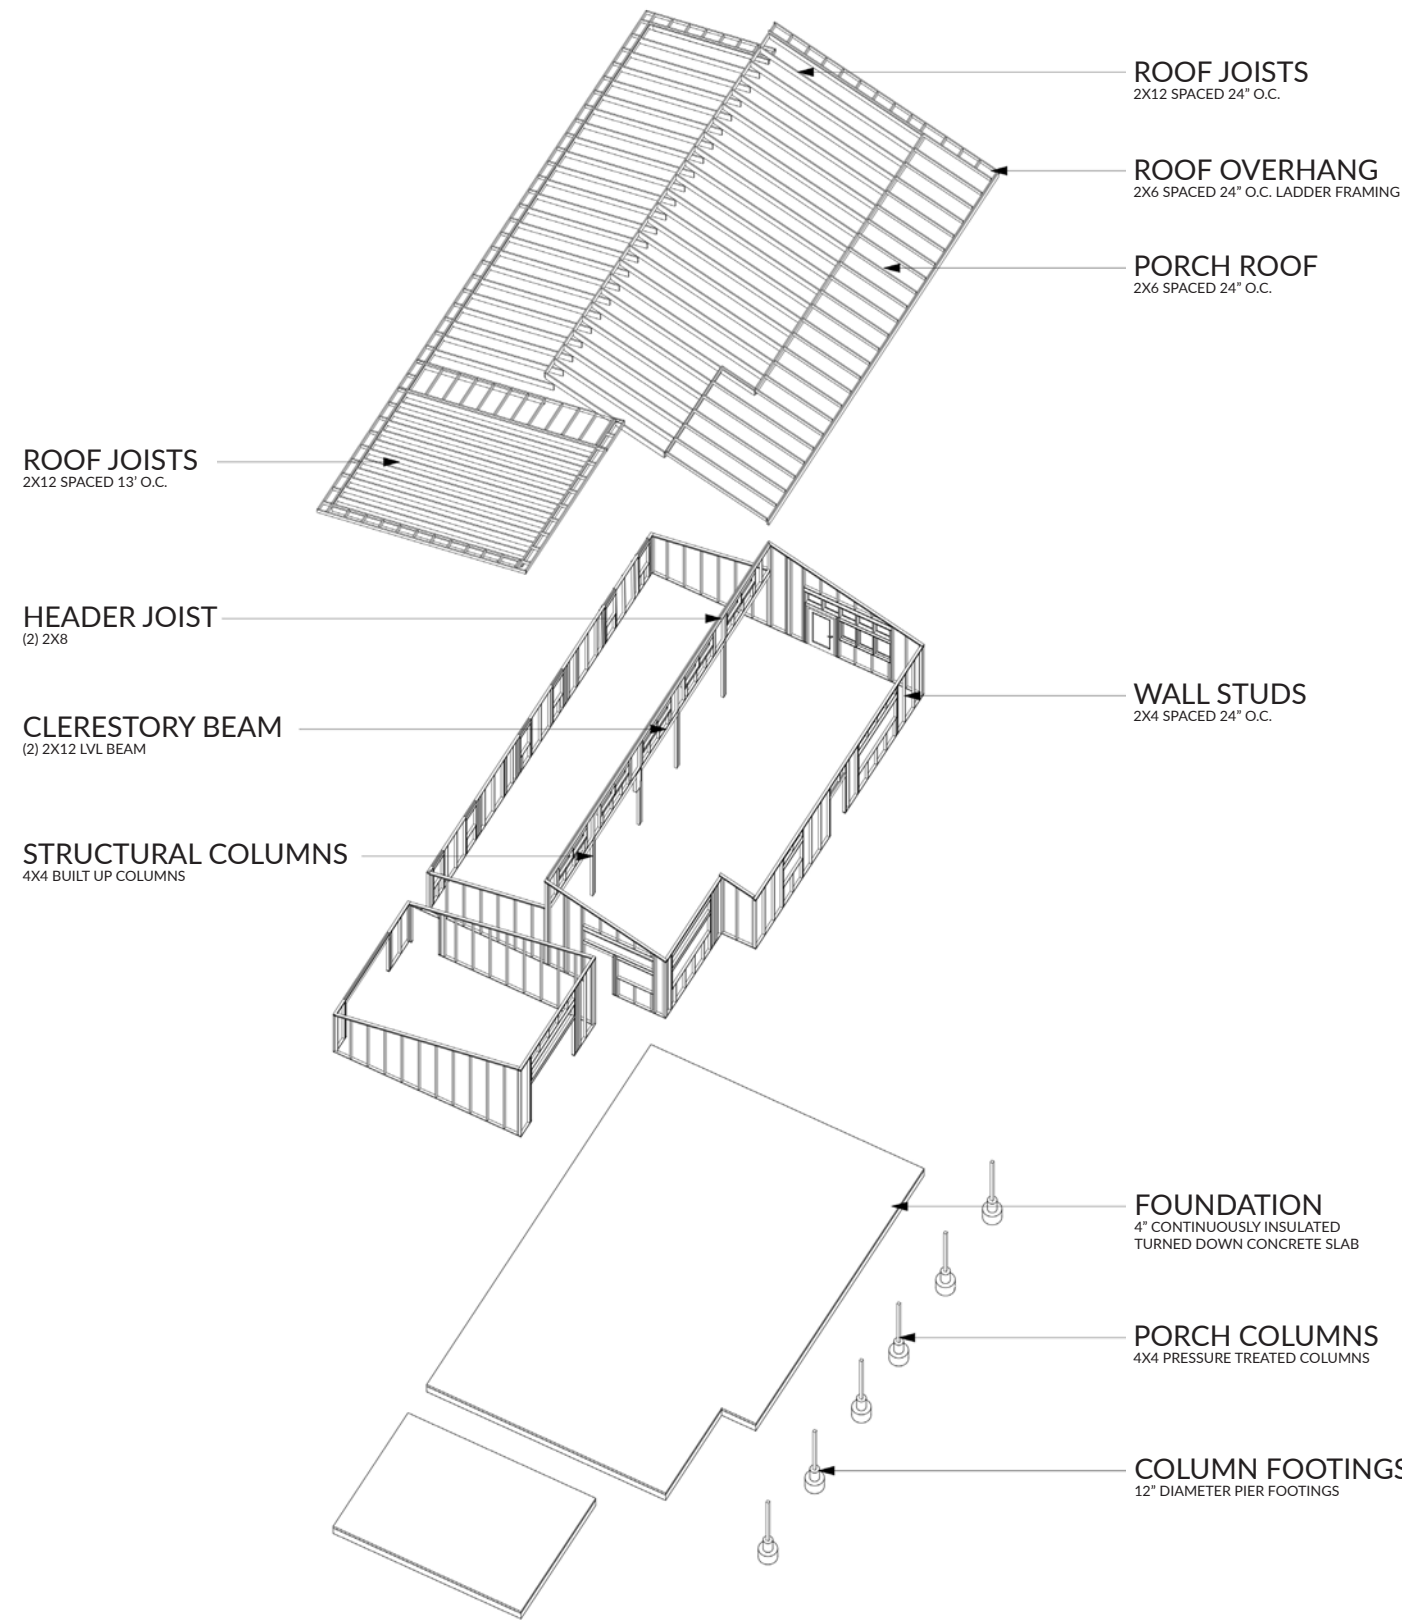 ROOF JOISTS
2X12 SPACED 24” O.C.
ROOF OVERHANG
2X6 SPACED 24” O.C. LADDER FRAMING
PORCH ROOF
2X6 SPACED 24” O.C.
ROOF JOISTS
2X12 SPACED 13’ O.C.
HEADER JOIST
(2) 2X8
WALL STUDS
2X4 SPACED 24” O.C.
CLERESTORY BEAM
(2) 2X12 LVL BEAM
STRUCTURAL COLUMNS
4X4 BUILT UP COLUMNS
FOUNDATION
4” CONTINUOUSLY INSULATED
TURNED DOWN CONCRETE SLAB
PORCH COLUMNS
4X4 PRESSURE TREATED COLUMNS
COLUMN FOOTINGS
12” DIAMETER PIER FOOTINGS